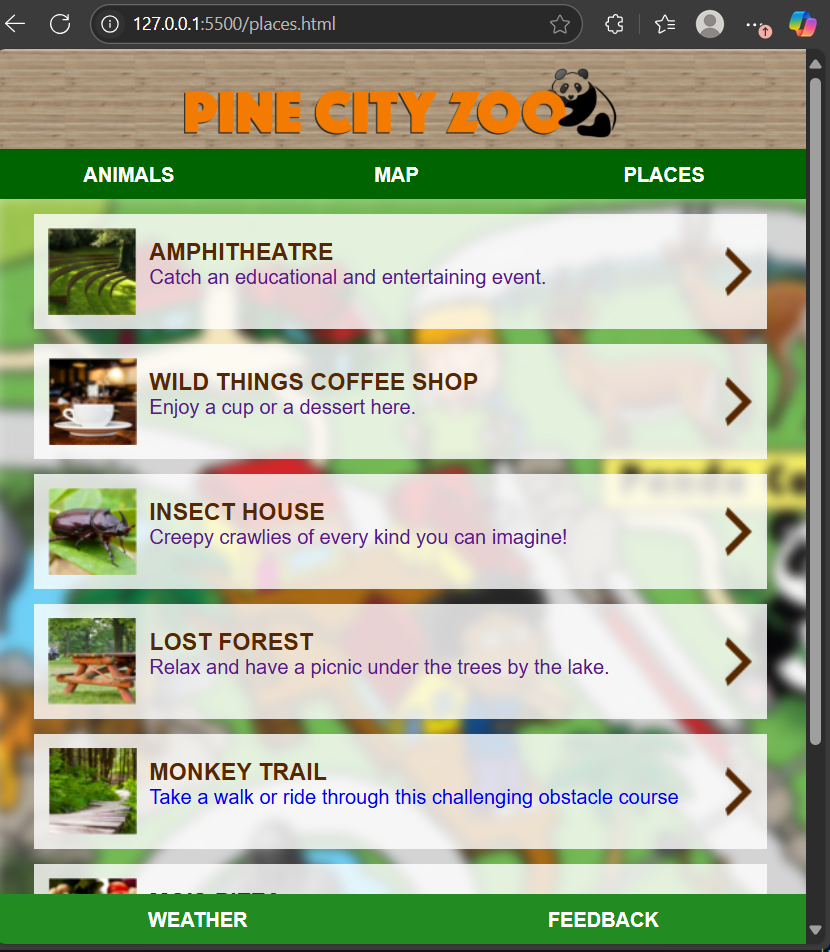 127.0.0.1:5500/places.html
PINE CITY ZOO
ANIMALS MAP PLACES
AMPHITHEATRE
Catch an educational and entertaining event.
WILD THINGS COFFEE SHOP
Enjoy a cup or a dessert here.
Panda Ca
INSECT HOUSE
Creepy crawlies of every kind you can imagine!
LOST FOREST
Relax and have a picnic under the trees by the lake.
MONKEY TRAIL
Take a walk or ride through this challenging obstacle course
WEATHER FEEDBACK